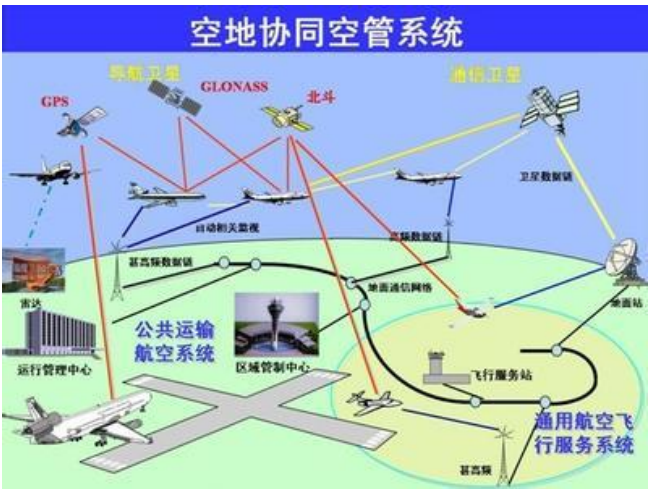 空地协同空管系统
导航卫星
通信卫星
GPS
GLONASS
北斗
卫星数据链
自动相关监视
高频数据链
甚高频数据链
雷达
地面通信网络
地面站
公共运输
航空系统
运行管理中心
区域管制中心
飞行服务站
通用航空飞
行服务系统
甚高频